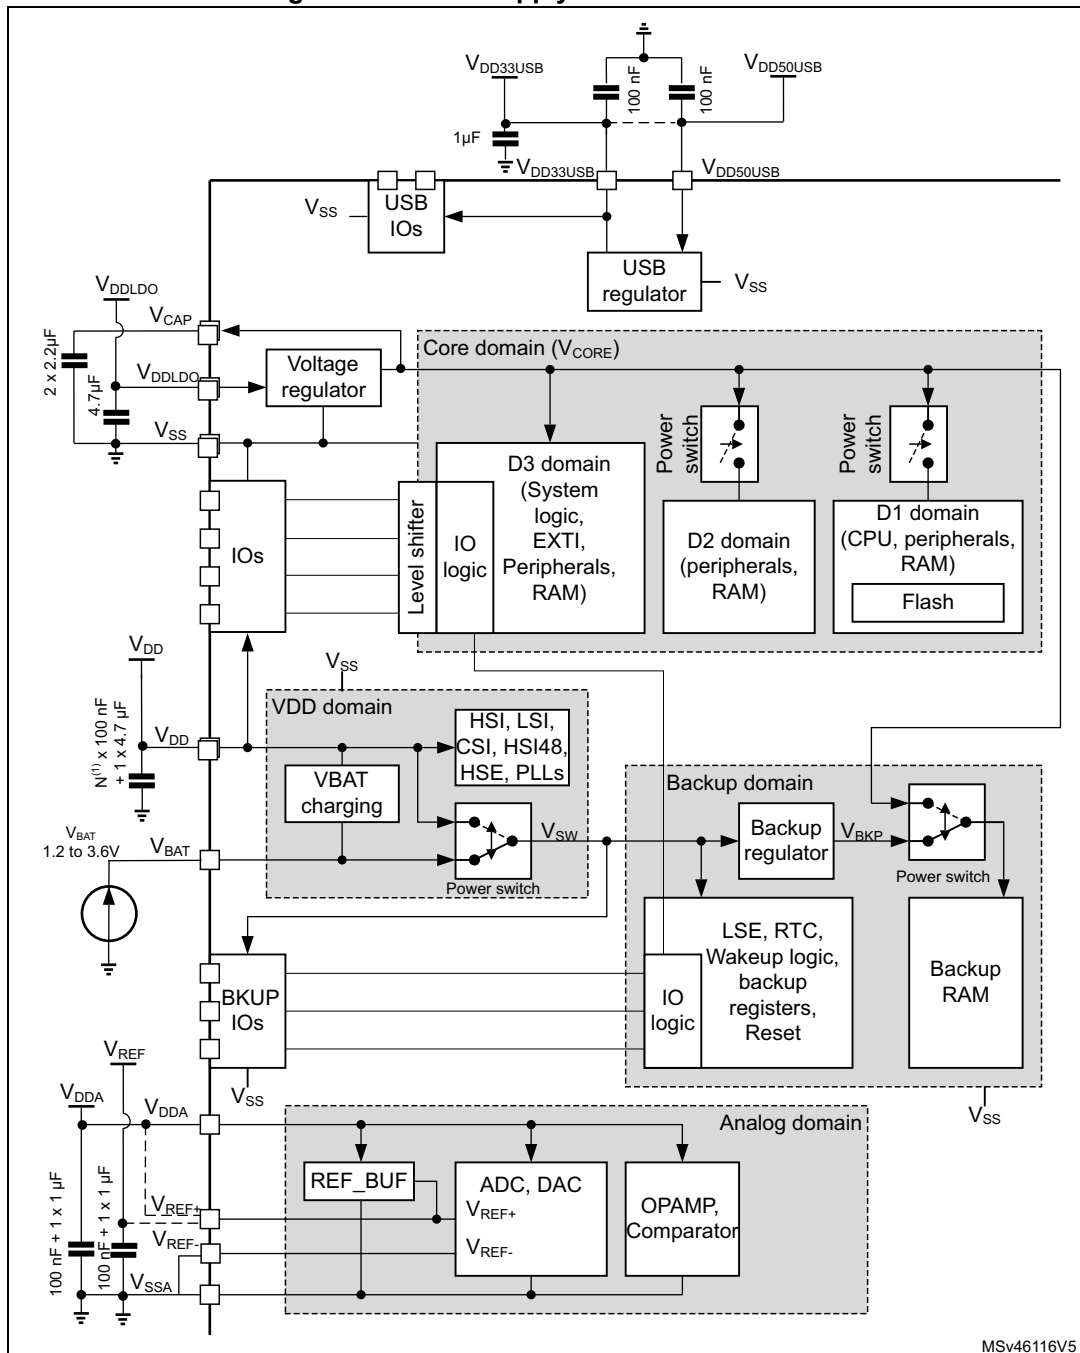 VDD33USB
100 nF
100 nF
VDD50USB
1µF
VDD33USB
VDD50USB
VSS
USB
IOs
USB
regulator
VSS
VDDLDO
VCAP
2 x 2.2µF
VDDLDO
4.7µF
Voltage
regulator
VSS
Core domain (VCORE)
Power
switch
Power
switch
D3 domain
(System
logic,
EXTI,
Peripherals,
RAM)
IO
logic
Level shifter
IOs
D2 domain
(peripherals,
RAM)
D1 domain
(CPU, peripherals,
RAM)
Flash
VDD
VSS
VDD domain
N(1) x 100 nF
+ 1 x 4.7 µF
VDD
HSI, LSI,
CSI, HSI48,
HSE, PLLs
VBAT
charging
VBAT
1.2 to 3.6V
VBAT
VSW
Power switch
Backup domain
Backup
regulator
VBKP
Power switch
LSE, RTC,
Wakeup logic,
backup
registers,
Reset
IO
logic
Backup
RAM
BKUP
IOs
VSS
VSS
VREF
VDDA
VDDA
Analog domain
REF_BUF
ADC, DAC
VREF+
VREF-
OPAMP,
Comparator
100 nF + 1 x 1 µF
100 nF + 1 x 1 µF
VREF+
VREF-
VSSA
MSv46116V5